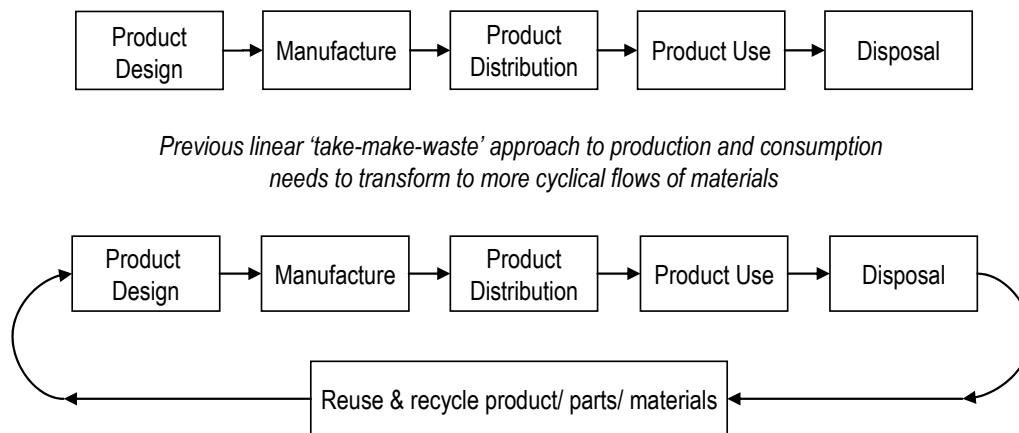 Product
Design
Manufacture
Product
Distribution
Product Use
Disposal
Previous linear ‘take-make-waste’ approach to production and consumption
needs to transform to more cyclical flows of materials
Product
Design
Manufacture
Product
Distribution
Product Use
Disposal
Reuse & recycle product/ parts/ materials